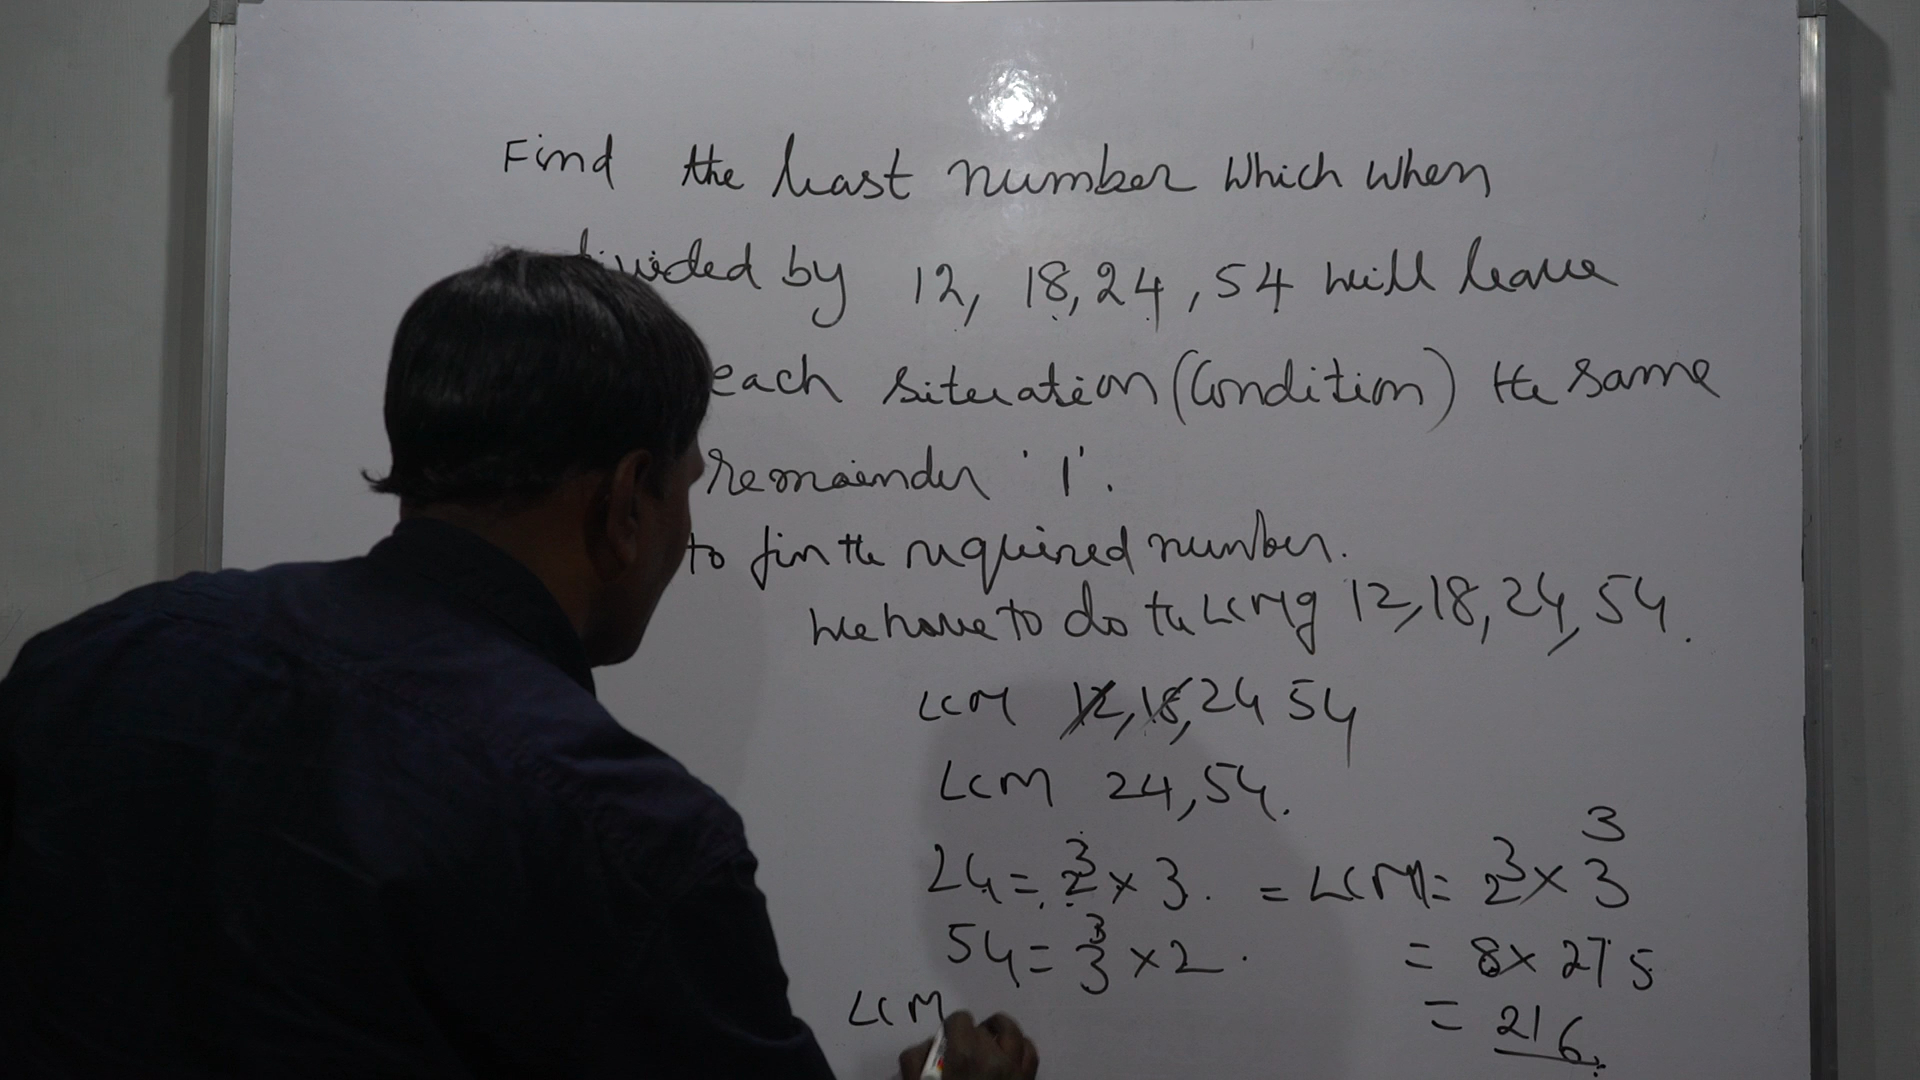 Find the least number which when
divided by 12, 18, 24, 54 will leave
each situation (Condition) the same
remainder '1'.
to fin the required number.
We have to do the LCM of 12, 18, 24, 54.
LCM 12, 18, 24 54
LCM 24, 54.
24 = 2³ × 3. = LCM = 2³ × 3³
54 = 3³ × 2. = 8 × 27 5
LCM = 216